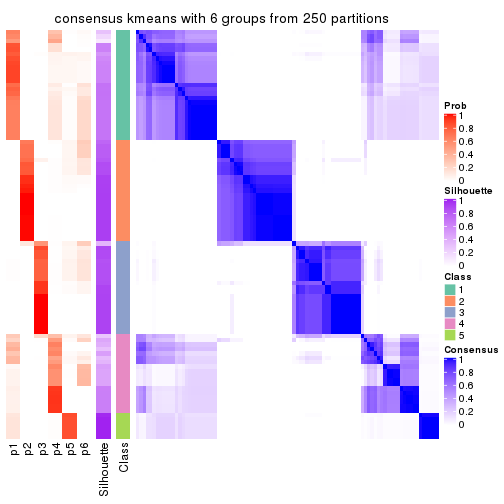 consensus kmeans with 6 groups from 250 partitions
Prob
1
0.8
0.6
0.4
0.2
0
Silhouette
1
0.8
0.6
0.4
0.2
0
Class
1
2
3
4
5
Consensus
1
0.8
0.6
0.4
0.2
0
p1
p2
p3
p4
p5
p6
Silhouette
Class